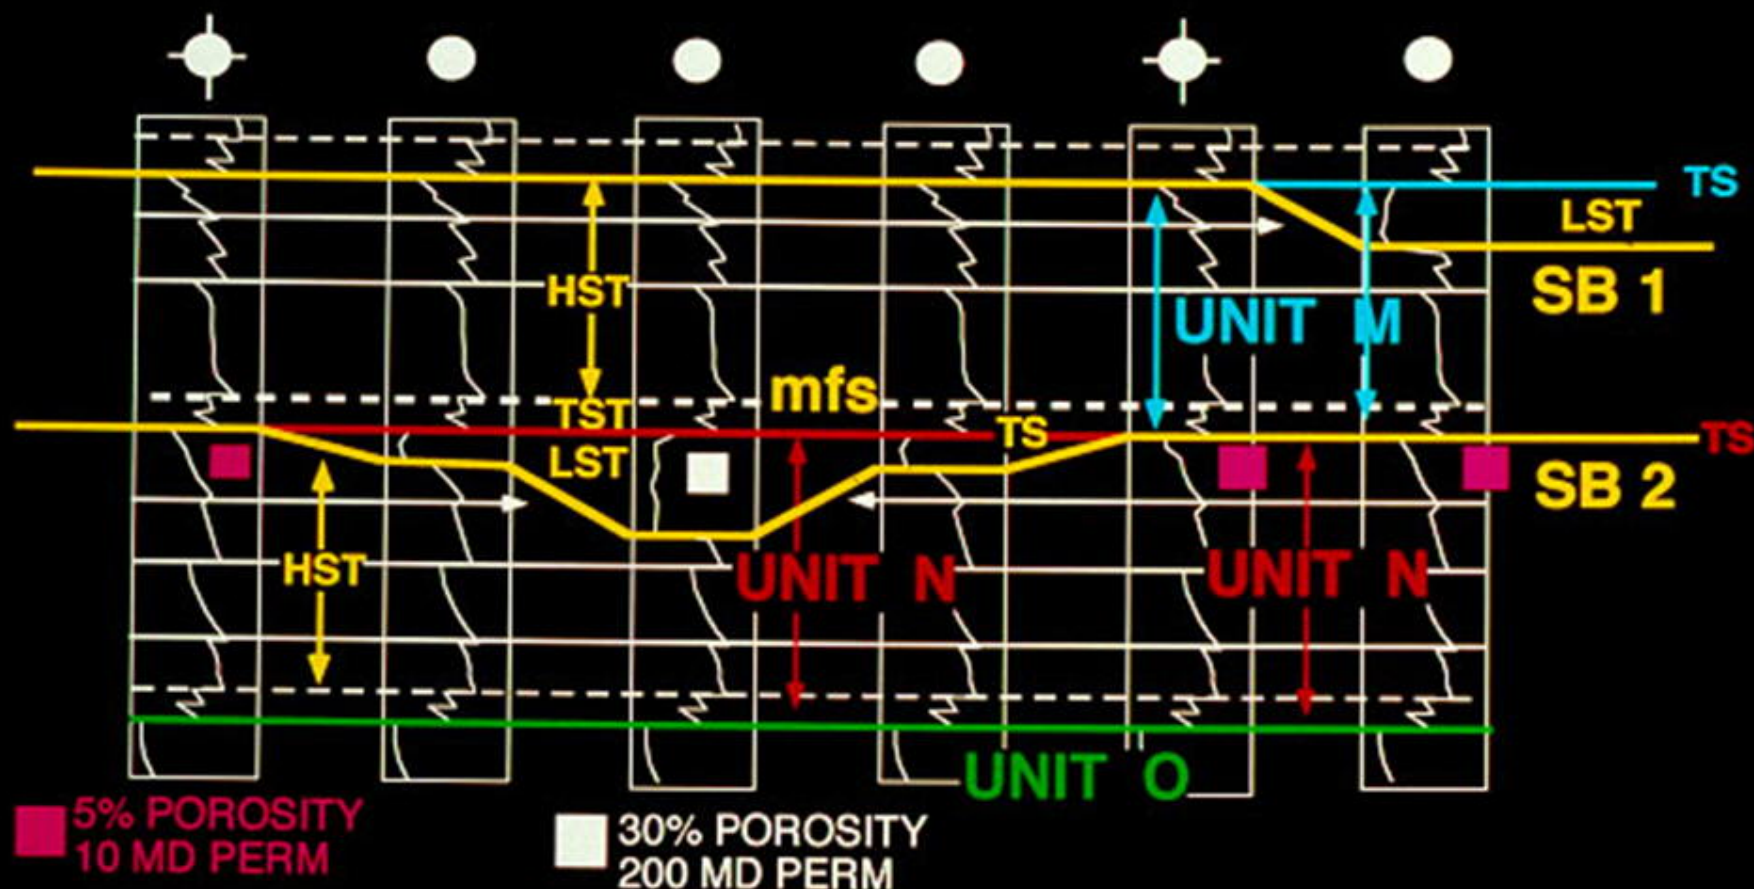 TS
LST
SB 1
HST
UNIT M
mfs
TST
TS
TS
LST
SB 2
HST
UNIT N
UNIT N
UNIT O
5% POROSITY
10 MD PERM
30% POROSITY
200 MD PERM